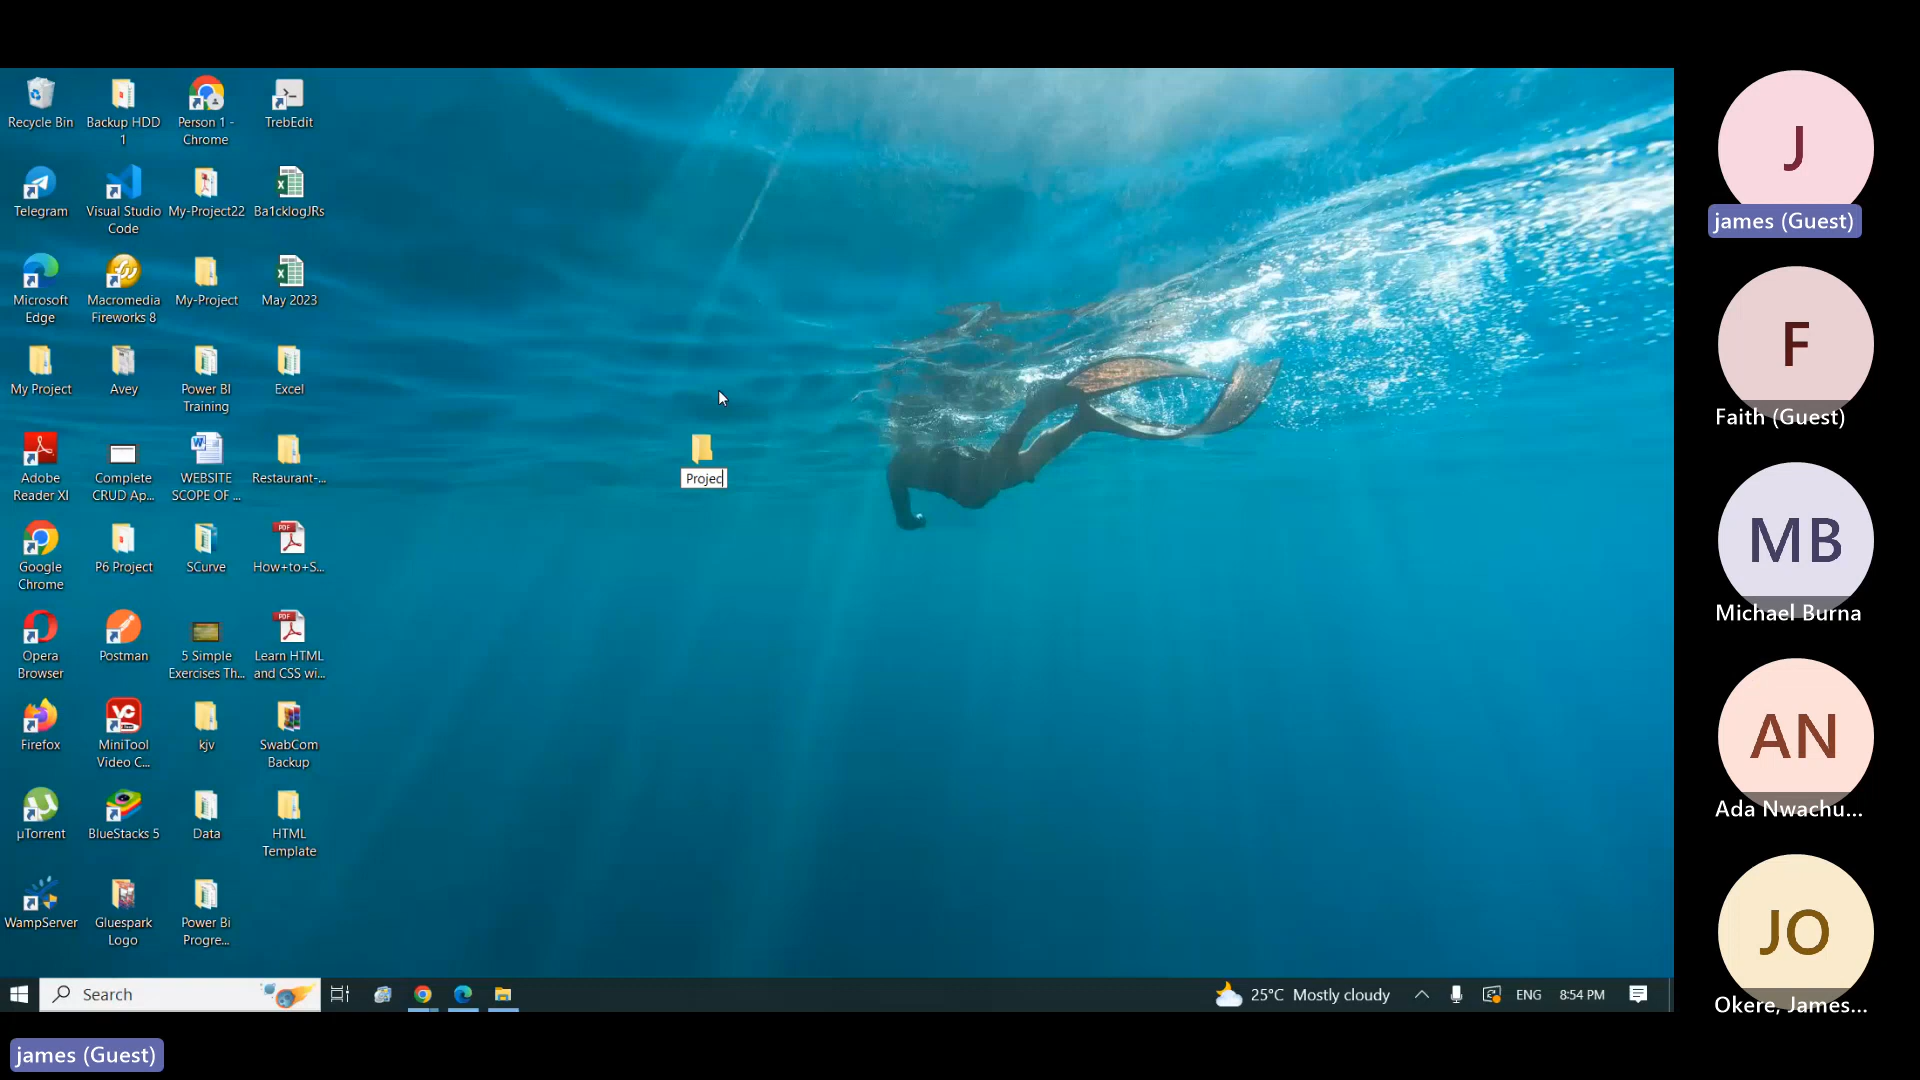 Recycle Bin
Backup HDD
1
Person 1 -
Chrome
TrebEdit
Telegram
Visual Studio
Code
My-Project22
Ba1cklogJRs
Microsoft
Edge
Macromedia
Fireworks 8
My-Project
May 2023
My Project
Avey
Power BI
Training
Excel
Adobe
Reader XI
Complete
CRUD Ap...
WEBSITE
SCOPE OF ...
Restaurant-...
Projec
Google
Chrome
P6 Project
SCurve
How+to+S...
Opera
Browser
Postman
5 Simple
Exercises Th...
Learn HTML
and CSS wi...
Firefox
MiniTool
Video C...
kjv
SwabCom
Backup
µTorrent
BlueStacks 5
Data
HTML
Template
WampServer
Gluespark
Logo
Power Bi
Progre...
Search
25°C Mostly cloudy
ENG
8:54 PM
J
james (Guest)
F
Faith (Guest)
MB
Michael Burna
AN
Ada Nwachu...
JO
Okere, James...
james (Guest)